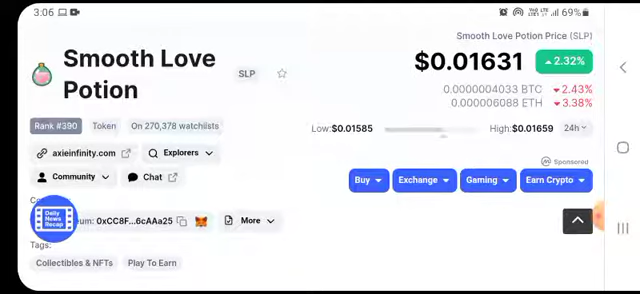 3:06 69%
Smooth Love Potion Price (SLP)
Smooth Love
Potion
SLP
$0.01631 2.32%
0.0000004033 BTC 2.43%
0.000006088 ETH 3.38%
Rank #390 Token On 270,378 watchlists
Low:$0.01585 High:$0.01659 24h
axieinfinity.com Explorers
Sponsored
Community Chat
Buy Exchange Gaming Earn Crypto
Daily
News
Recap
um: 0xCC8F...6cAAa25 More
Tags:
Collectibles & NFTs Play To Earn